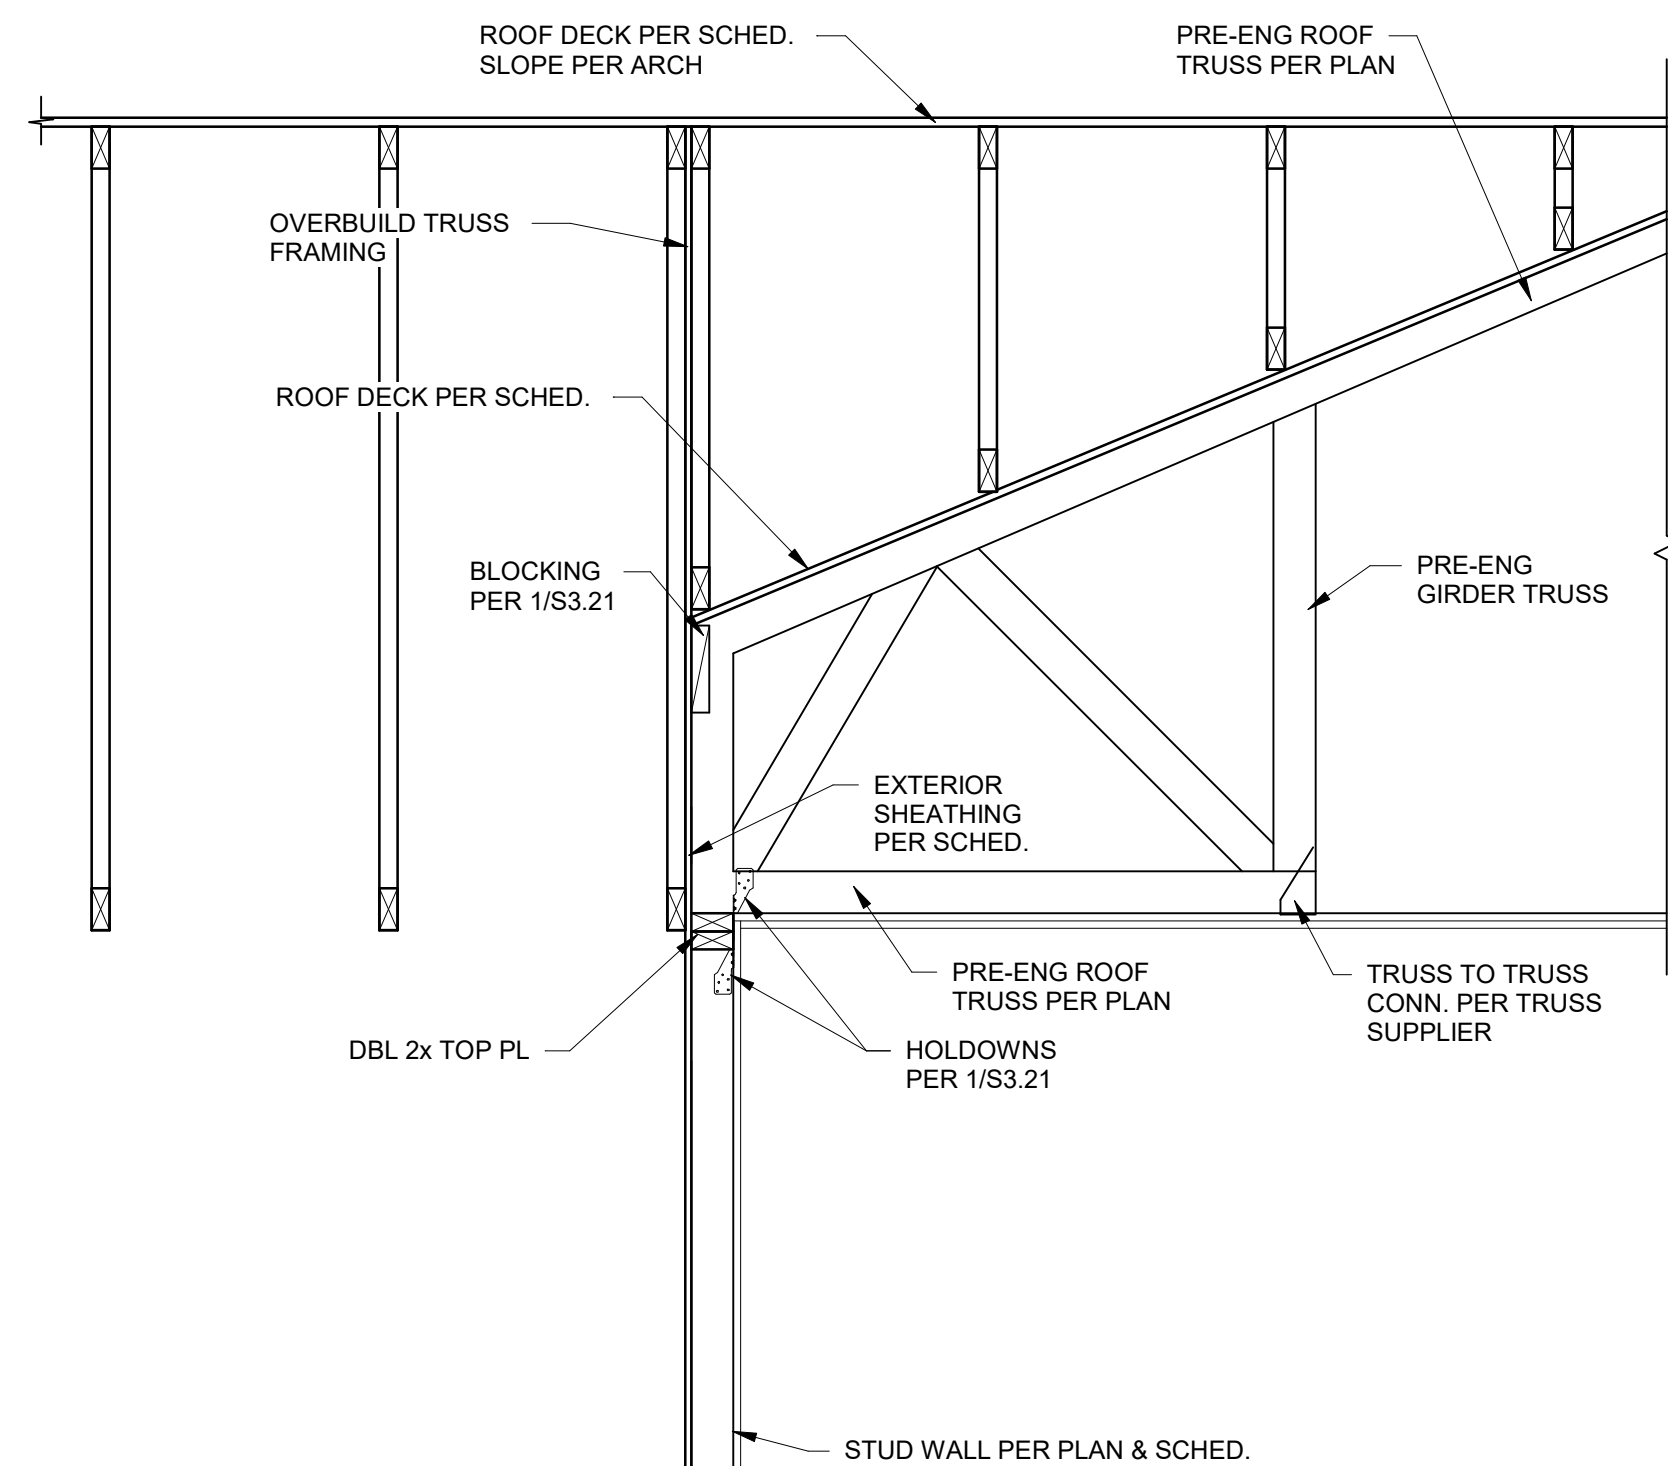 ROOF DECK PER SCHED.
SLOPE PER ARCH
PRE-ENG ROOF
TRUSS PER PLAN
OVERBUILD TRUSS
FRAMING
ROOF DECK PER SCHED.
BLOCKING
PER 1/S3.21
PRE-ENG
GIRDER TRUSS
EXTERIOR
SHEATHING
PER SCHED.
PRE-ENG ROOF
TRUSS PER PLAN
TRUSS TO TRUSS
CONN. PER TRUSS
SUPPLIER
DBL 2x TOP PL
HOLDOWNS
PER 1/S3.21
STUD WALL PER PLAN & SCHED.